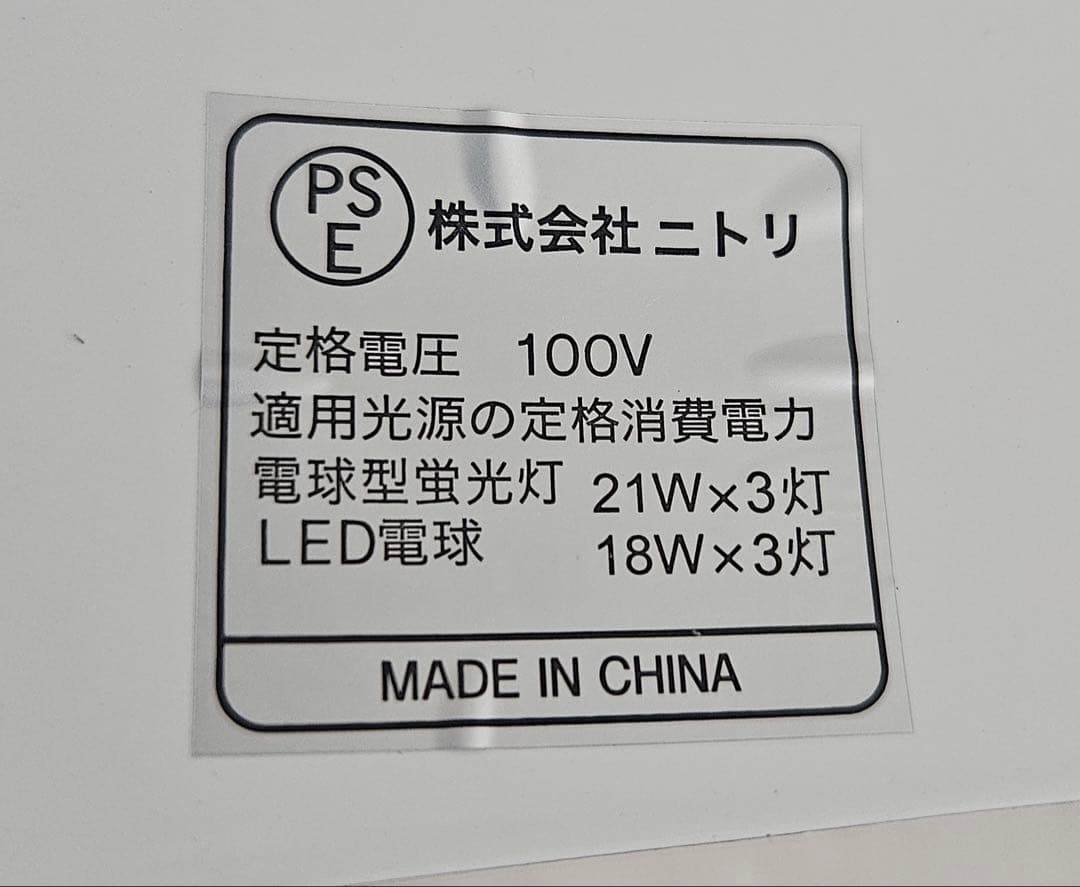 PS
E
株式会社 ニトリ
定格電圧 100V
適用光源の定格消費電力
電球型蛍光灯 21W×3灯
LED電球 18W×3灯
MADE IN CHINA